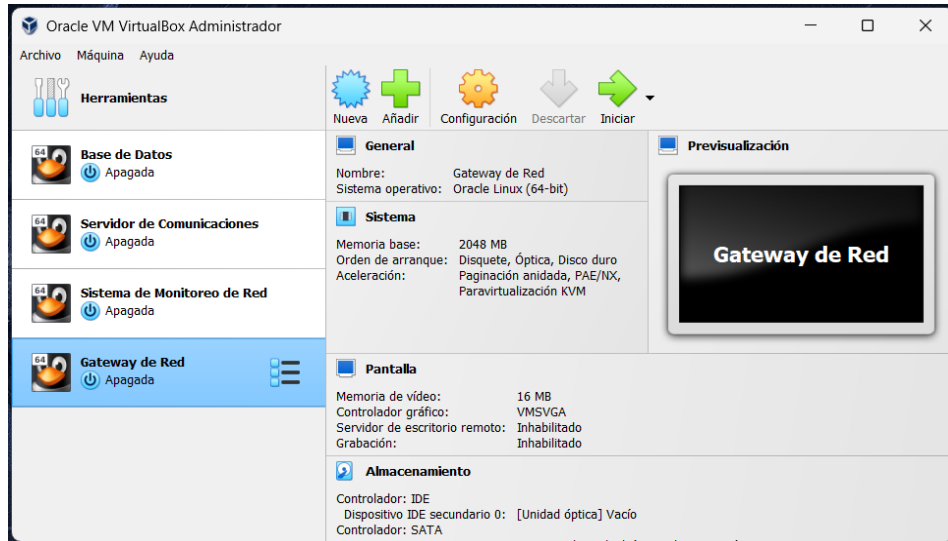 Oracle VM VirtualBox Administrador
Archivo Máquina Ayuda
Herramientas
Nueva Añadir Configuración Descartar Iniciar
64 Base de Datos
Apagada
64 Servidor de Comunicaciones
Apagada
64 Sistema de Monitoreo de Red
Apagada
64 Gateway de Red
Apagada
General
Nombre: Gateway de Red
Sistema operativo: Oracle Linux (64-bit)
Sistema
Memoria base: 2048 MB
Orden de arranque: Disquete, Óptica, Disco duro
Aceleración: Paginación anidada, PAE/NX,
Paravirtualización KVM
Previsualización
Gateway de Red
Pantalla
Memoria de vídeo: 16 MB
Controlador gráfico: VMSVGA
Servidor de escritorio remoto: Inhabilitado
Grabación: Inhabilitado
Almacenamiento
Controlador: IDE
Dispositivo IDE secundario 0: [Unidad óptica] Vacío
Controlador: SATA